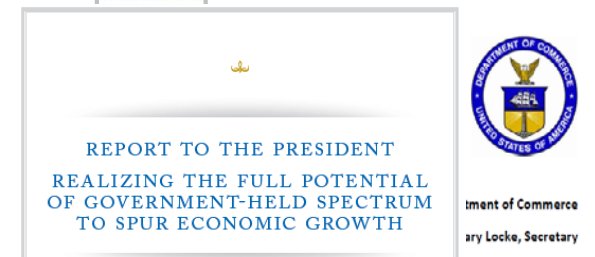 DEPARTMENT OF COMMERCE
UNITED STATES OF AMERICA
REPORT TO THE PRESIDENT
REALIZING THE FULL POTENTIAL
OF GOVERNMENT-HELD SPECTRUM
TO SPUR ECONOMIC GROWTH
tment of Commerce
ary Locke, Secretary